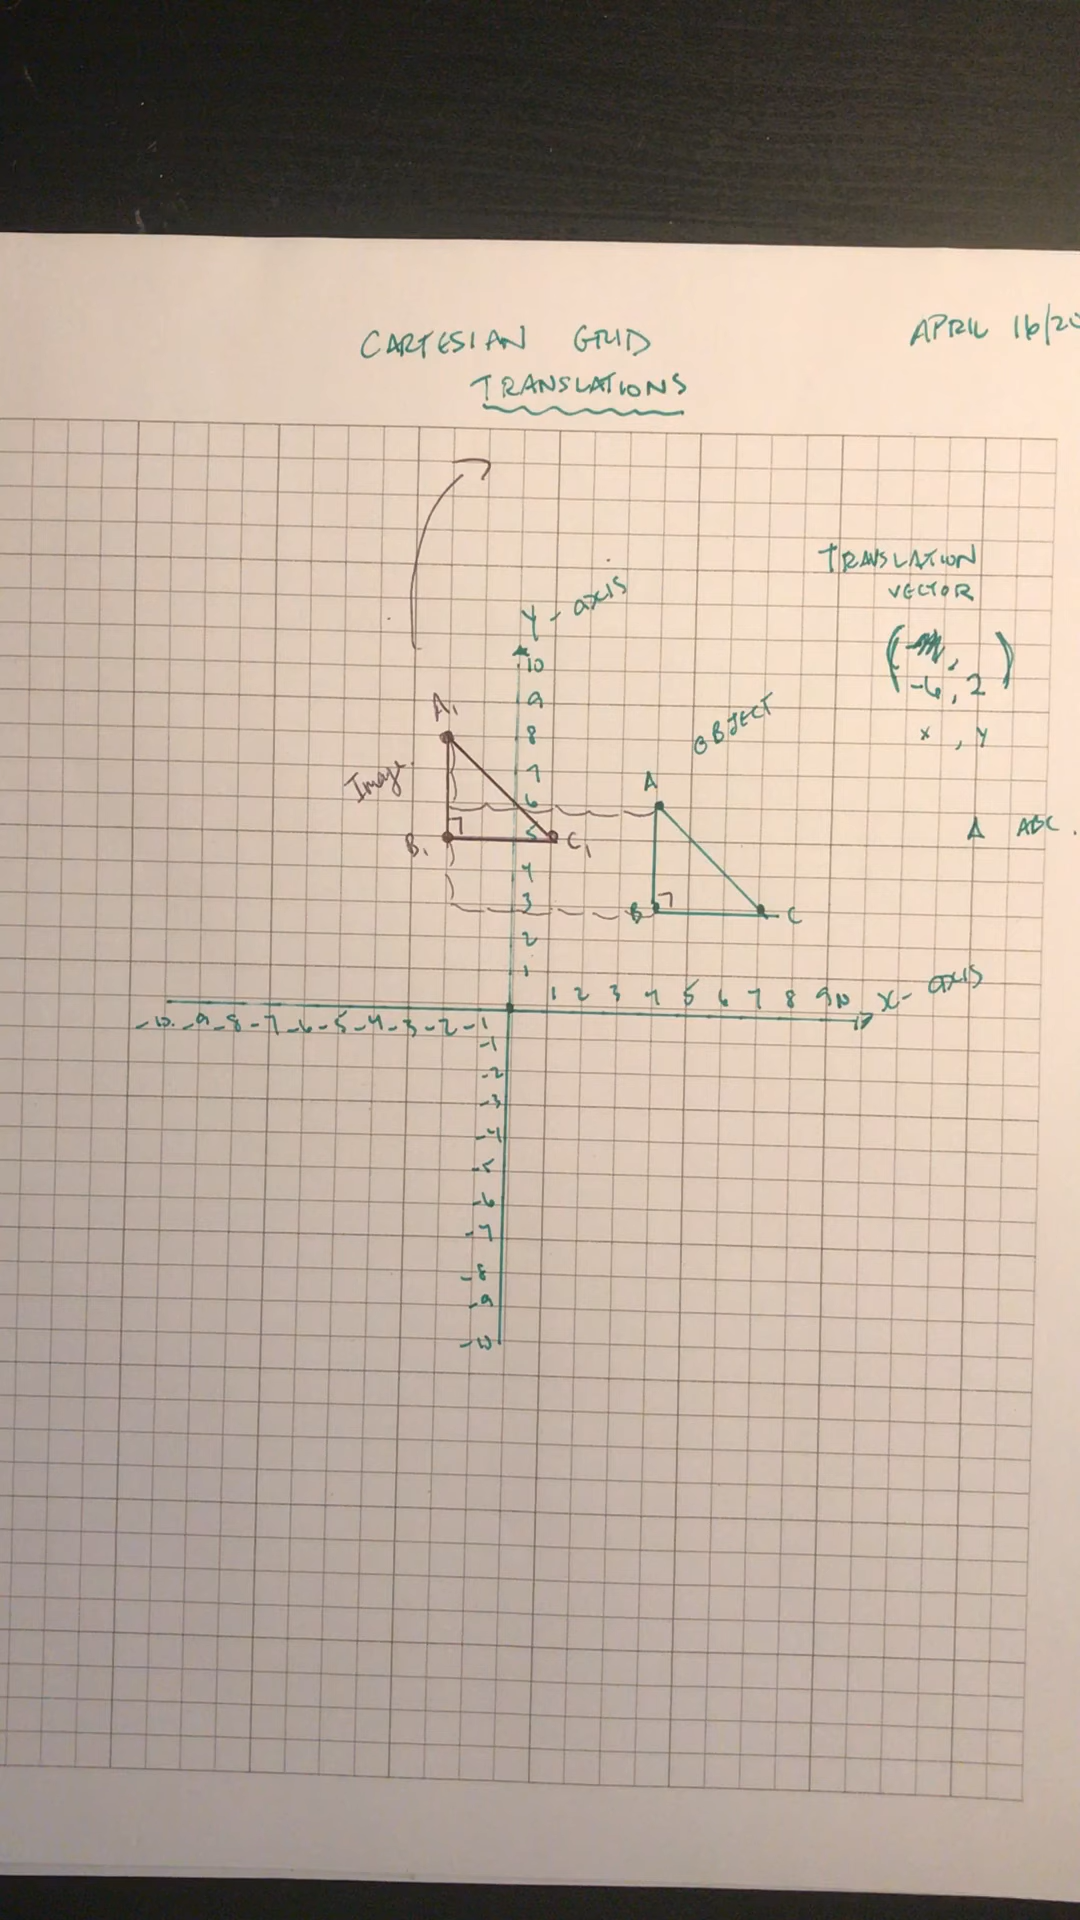 CARTESIAN GRID
APRIL 16/20
TRANSLATIONS
TRANSLATION
VECTOR
(-6, 2)
x , y
Y - axis
10
9
8
7
6
5
4
3
2
1
A₁
Image
B₁
C₁
OBJECT
A
B
C
Δ ABC.
1 2 3 4 5 6 7 8 9 10 x- axis
-10 -9 -8 -7 -6 -5 -4 -3 -2 -1
-1
-2
-3
-4
-5
-6
-7
-8
-9
-10